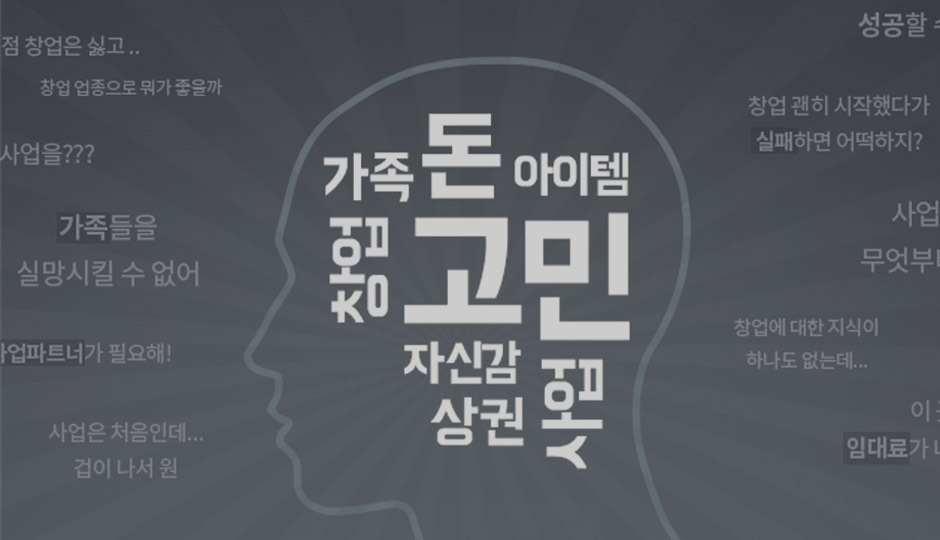 점 창업은 싫고 ..
창업 업종으로 뭐가 좋을까
사업을???
가족들을
실망시킬 수 없어
사업파트너가 필요해!
사업은 처음인데...
겁이 나서 원
돈
가족
아이템
창업
고민
자신감
상권
사업
성공할 수
창업 괜히 시작했다가
실패하면 어떡하지?
사업
무엇부터
창업에 대한 지식이
하나도 없는데...
이
임대료가